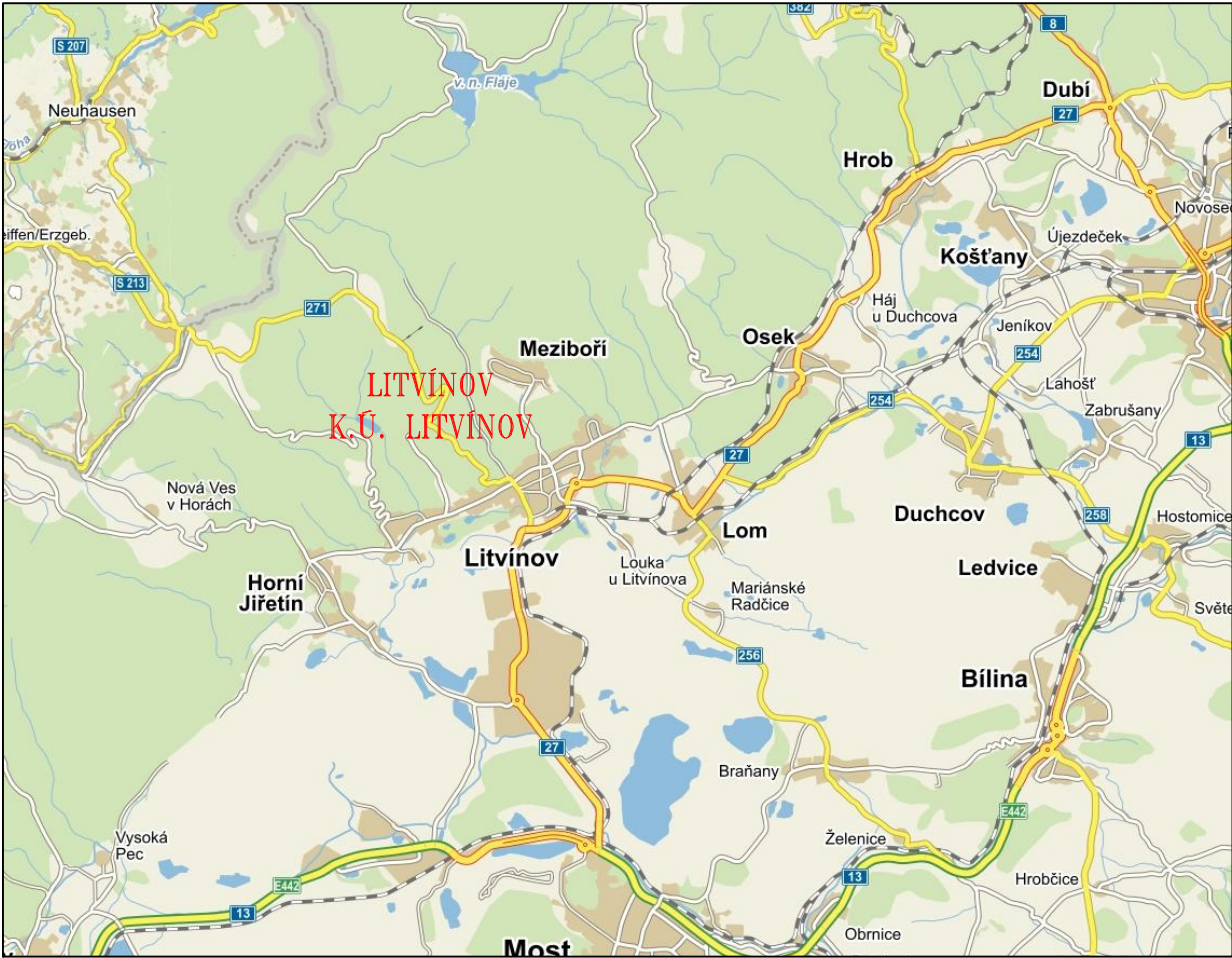 382
8
S 207
v. n. Fláje
Dubí
Neuhausen
27
Hrob
Novosed
eiffen/Erzgeb.
Újezdeček
Košťany
S 213
271
Háj
u Duchcova
Jeníkov
Osek
Meziboří
254
LITVÍNOV
K.Ú. LITVÍNOV
Lahošť
254
Zabrušany
13
27
Nová Ves
v Horách
Duchcov
258
Hostomice
Lom
Litvínov
Louka
u Litvínova
Ledvice
Horní
Jiřetín
Mariánské
Radčice
Světe
256
Bílina
27
Braňany
E442
Vysoká
Pec
Želenice
E442
13
13
Hrobčice
Obrnice
Most